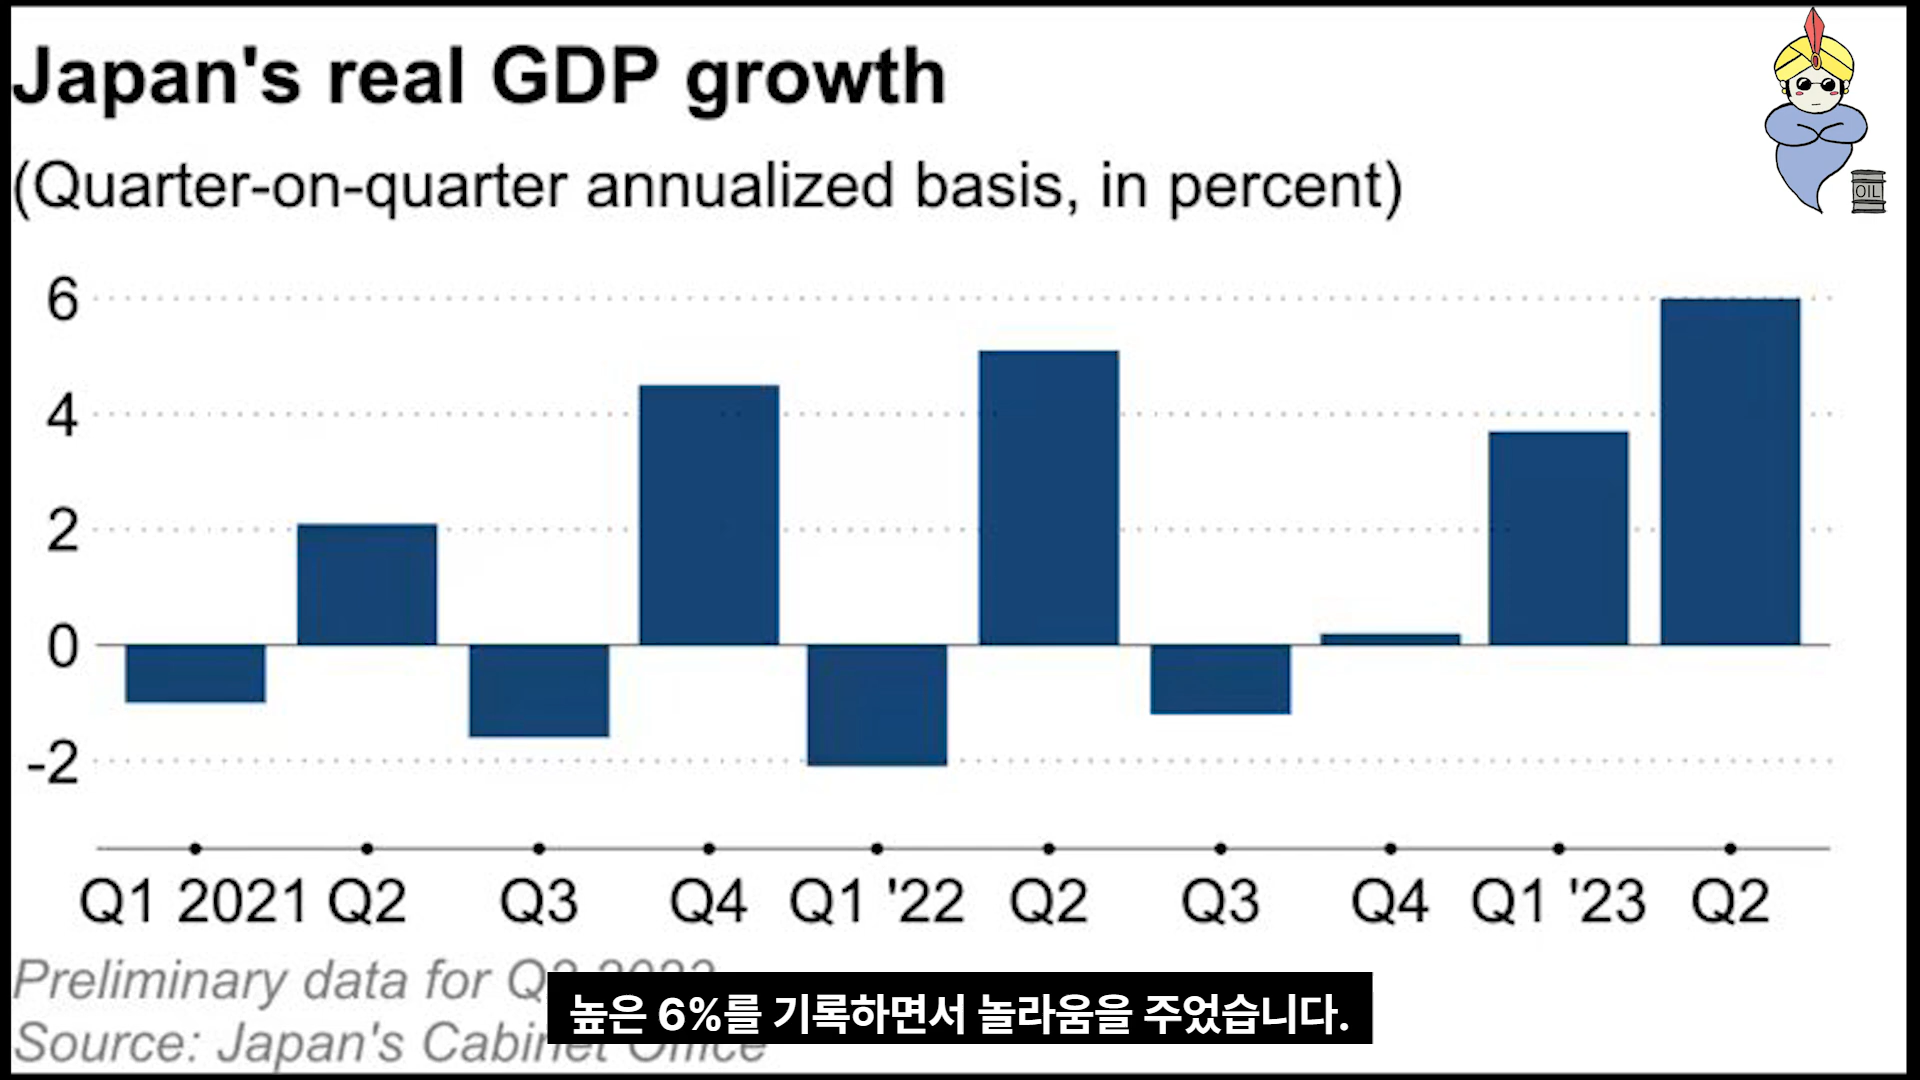 Japan's real GDP growth
(Quarter-on-quarter annualized basis, in percent)
OIL
6
4
2
0
-2
Q1 2021 Q2 Q3 Q4 Q1 '22 Q2 Q3 Q4 Q1 '23 Q2
Preliminary data for
Source: Japan's Cabinet Office
높은 6%를 기록하면서 놀라움을 주었습니다.